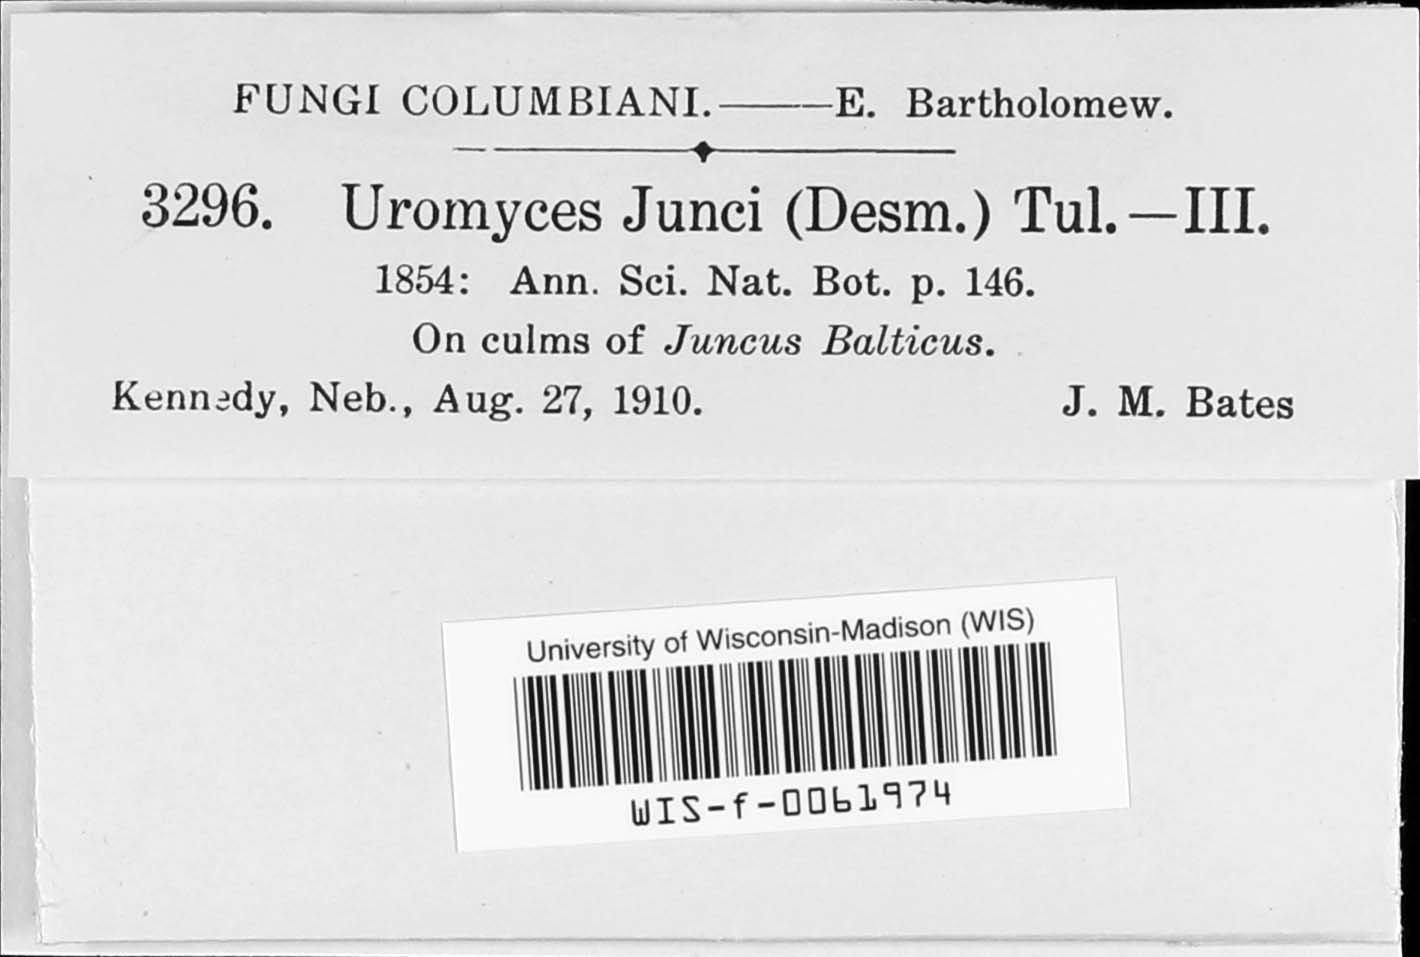 FUNGI COLUMBIANI.——E. Bartholomew.
3296. Uromyces Junci (Desm.) Tul.—III.
1854: Ann. Sci. Nat. Bot. p. 146.
On culms of Juncus Balticus.
Kennedy, Neb., Aug. 27, 1910. J. M. Bates
University of Wisconsin-Madison (WIS)
WIS-f-0061974